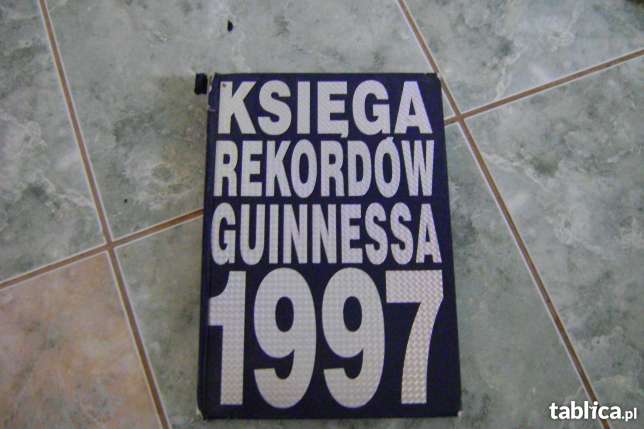 KSIĘGA
REKORDÓW
GUINNESSA
1997
tablica.pl